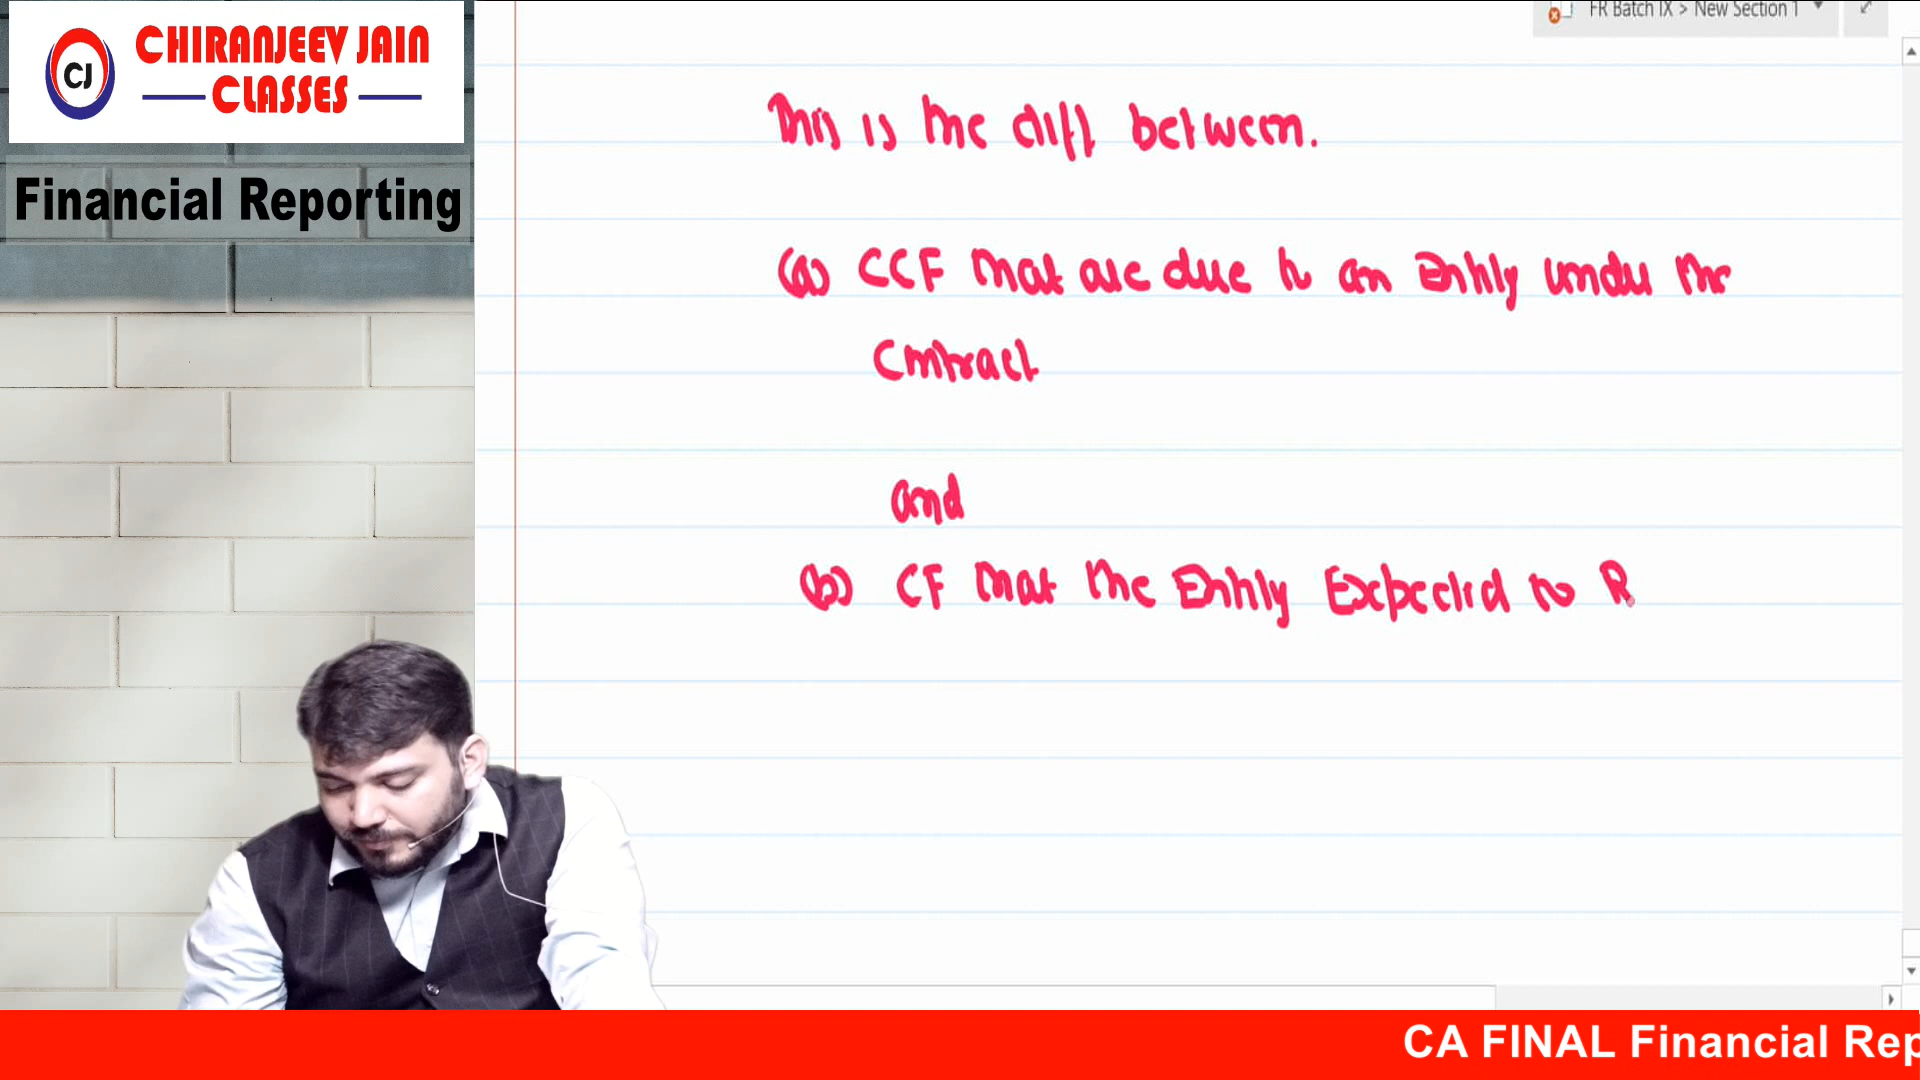 CHIRANJEEV JAIN
CJ
CLASSES
Financial Reporting
FR Batch IX > New Section 1
This is the diff between.
(a) CCF that are due to an Entity under the
Contract
and
(b) CF that the Entity Expected to R
CA FINAL Financial Rep